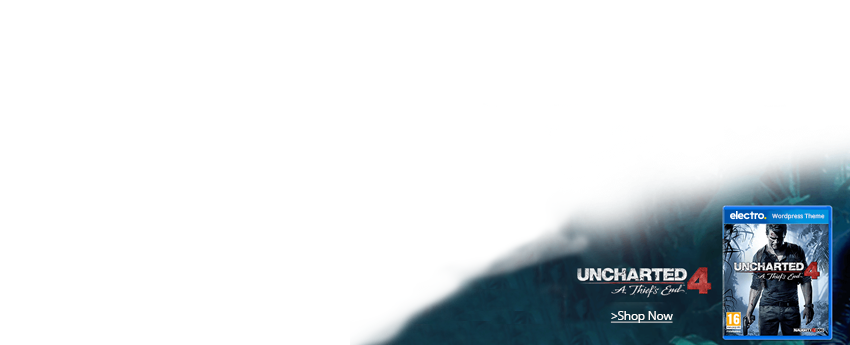 electro. Wordpress Theme
UNCHARTED 4
A Thief's End
>Shop Now
UNCHARTED 4
A Thief's End
16
NAUGHTY DOG